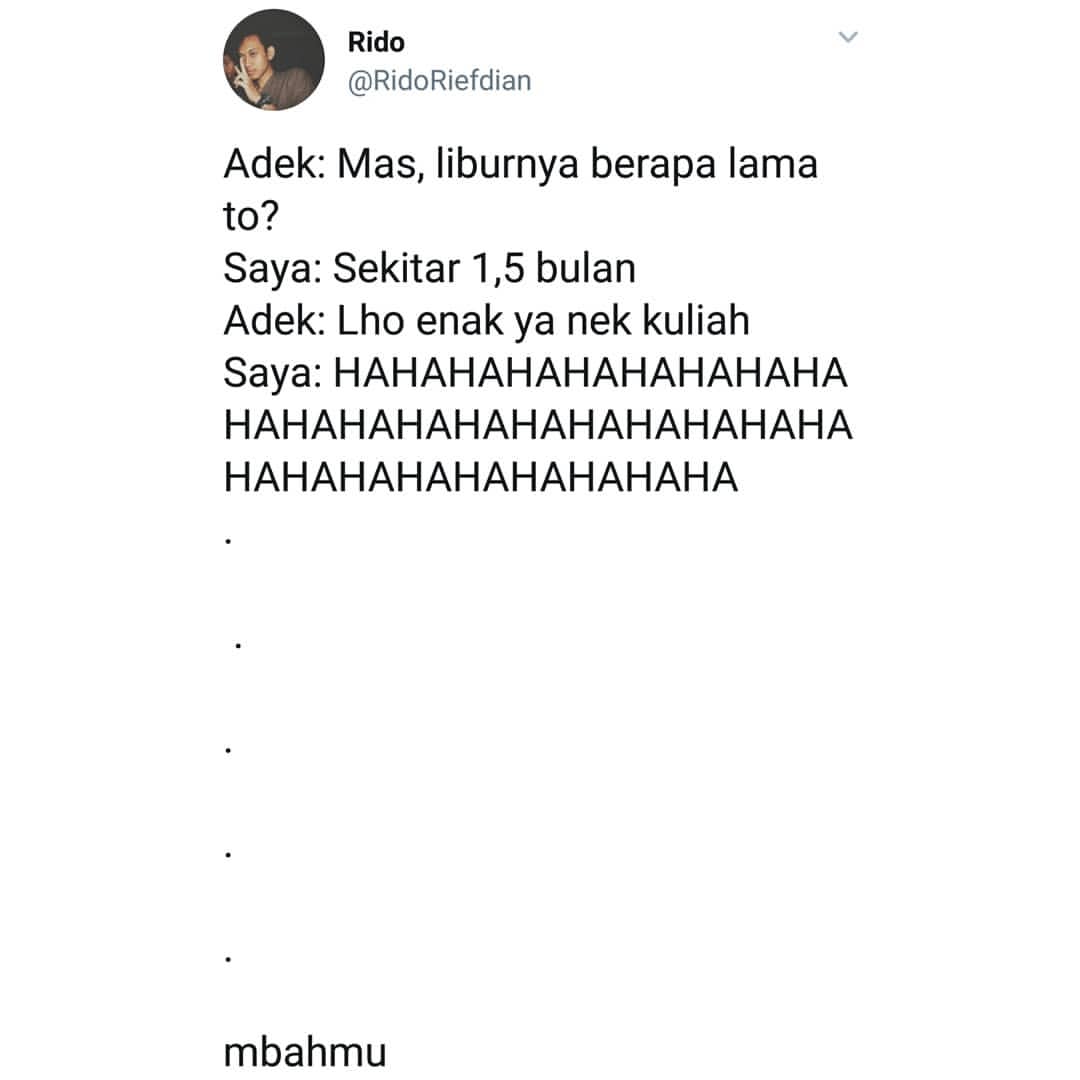 Rido
@RidoRiefdian
Adek: Mas, liburnya berapa lama
to?
Saya: Sekitar 1,5 bulan
Adek: Lho enak ya nek kuliah
Saya: HAHAHAHAHAHAHAHAHA
HAHAHAHAHAHAHAHAHAHAHA
HAHAHAHAHAHAHAHAHA
.
.
.
.
.
mbahmu